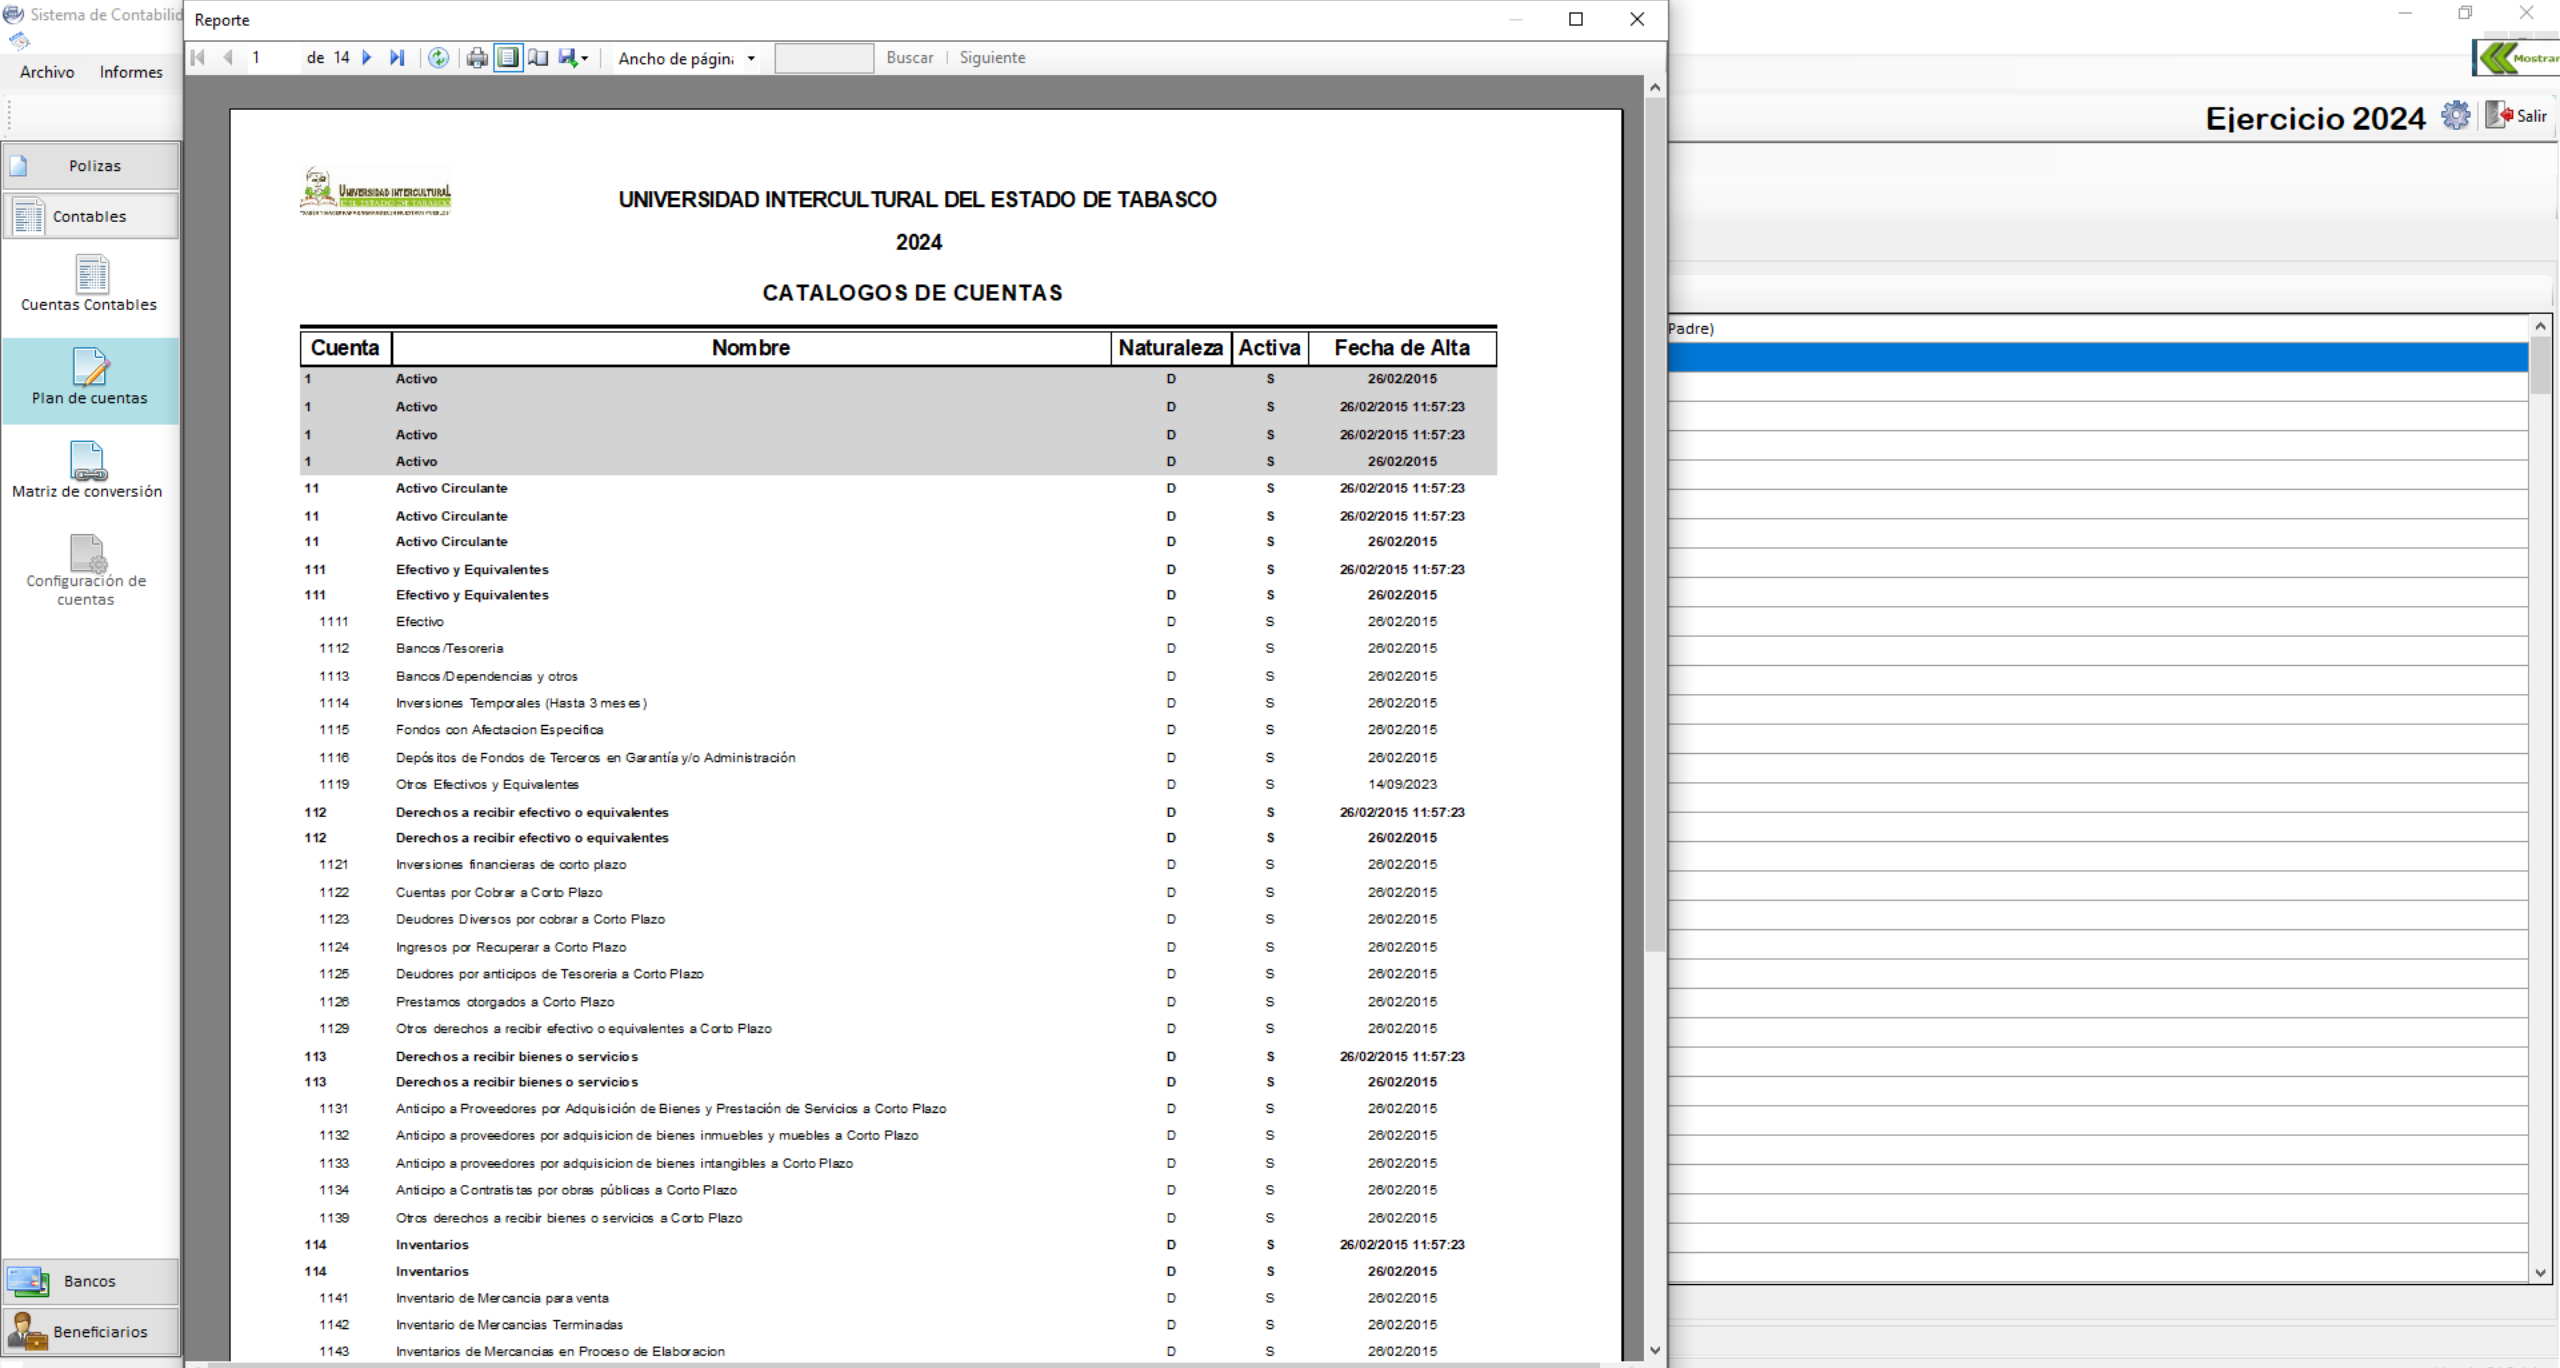 Sistema de Contabilid
Archivo Informes
Polizas
Contables
Cuentas Contables
Plan de cuentas
Matriz de conversión
Configuración de
cuentas
Bancos
Beneficiarios
Reporte
1 de 14 Ancho de págin Buscar | Siguiente
UNIVERSIDAD INTERCULTURAL
DEL ESTADO DE TABASCO
UNIVERSIDAD INTERCULTURAL DEL ESTADO DE TABASCO
2024
CATALOGOS DE CUENTAS
Cuenta Nombre Naturaleza Activa Fecha de Alta
1 Activo D S 26/02/2015
1 Activo D S 26/02/2015 11:57:23
1 Activo D S 26/02/2015 11:57:23
1 Activo D S 26/02/2015
11 Activo Circulante D S 26/02/2015 11:57:23
11 Activo Circulante D S 26/02/2015 11:57:23
11 Activo Circulante D S 26/02/2015
111 Efectivo y Equivalentes D S 26/02/2015 11:57:23
111 Efectivo y Equivalentes D S 26/02/2015
1111 Efectivo D S 26/02/2015
1112 Bancos/Tesoreria D S 26/02/2015
1113 Bancos/Dependencias y otros D S 26/02/2015
1114 Inversiones Temporales (Hasta 3 meses) D S 26/02/2015
1115 Fondos con Afectacion Especifica D S 26/02/2015
1116 Depósitos de Fondos de Terceros en Garantía y/o Administración D S 26/02/2015
1119 Otros Efectivos y Equivalentes D S 14/09/2023
112 Derechos a recibir efectivo o equivalentes D S 26/02/2015 11:57:23
112 Derechos a recibir efectivo o equivalentes D S 26/02/2015
1121 Inversiones financieras de corto plazo D S 26/02/2015
1122 Cuentas por Cobrar a Corto Plazo D S 26/02/2015
1123 Deudores Diversos por cobrar a Corto Plazo D S 26/02/2015
1124 Ingresos por Recuperar a Corto Plazo D S 26/02/2015
1125 Deudores por anticipos de Tesoreria a Corto Plazo D S 26/02/2015
1126 Prestamos otorgados a Corto Plazo D S 26/02/2015
1129 Otros derechos a recibir efectivo o equivalentes a Corto Plazo D S 26/02/2015
113 Derechos a recibir bienes o servicios D S 26/02/2015 11:57:23
113 Derechos a recibir bienes o servicios D S 26/02/2015
1131 Anticipo a Proveedores por Adquisición de Bienes y Prestación de Servicios a Corto Plazo D S 26/02/2015
1132 Anticipo a proveedores por adquisicion de bienes inmuebles y muebles a Corto Plazo D S 26/02/2015
1133 Anticipo a proveedores por adquisicion de bienes intangibles a Corto Plazo D S 26/02/2015
1134 Anticipo a Contratistas por obras públicas a Corto Plazo D S 26/02/2015
1139 Otros derechos a recibir bienes o servicios a Corto Plazo D S 26/02/2015
114 Inventarios D S 26/02/2015 11:57:23
114 Inventarios D S 26/02/2015
1141 Inventario de Mercancia para venta D S 26/02/2015
1142 Inventario de Mercancias Terminadas D S 26/02/2015
1143 Inventarios de Mercancias en Proceso de Elaboracion D S 26/02/2015
Mostrar
Ejercicio 2024 Salir
Padre)